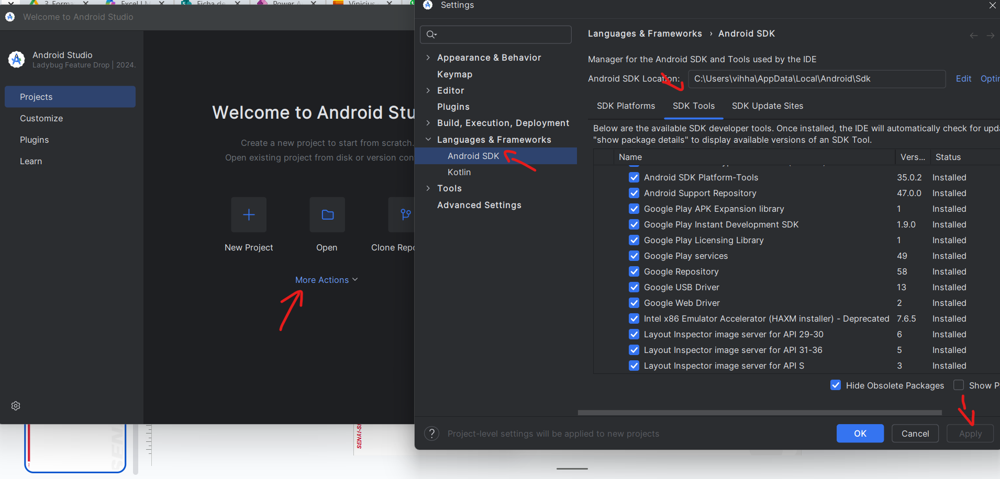 3. Forma
Excel
Ficha de
Power A
Vinicius
Welcome to Android Studio
Android Studio
Ladybug Feature Drop | 2024.
Projects
Customize
Plugins
Learn
Welcome to Android Stu
Create a new project to start from scratch.
Open existing project from disk or version con
New Project
Open
Clone Repo
More Actions
SENAI-S
SENA
Settings
Appearance & Behavior
Keymap
Editor
Plugins
Build, Execution, Deployment
Languages & Frameworks
Android SDK
Kotlin
Tools
Advanced Settings
Languages & Frameworks › Android SDK
Manager for the Android SDK and Tools used by the IDE
Android SDK Location: C:\Users\vihha\AppData\Local\Android\Sdk Edit Optim
SDK Platforms SDK Tools SDK Update Sites
Below are the available SDK developer tools. Once installed, the IDE will automatically check for upda
"show package details" to display available versions of an SDK Tool.
Name Vers... Status
Android SDK Platform-Tools 35.0.2 Installed
Android Support Repository 47.0.0 Installed
Google Play APK Expansion library 1 Installed
Google Play Instant Development SDK 1.9.0 Installed
Google Play Licensing Library 1 Installed
Google Play services 49 Installed
Google Repository 58 Installed
Google USB Driver 13 Installed
Google Web Driver 2 Installed
Intel x86 Emulator Accelerator (HAXM installer) - Deprecated 7.6.5 Installed
Layout Inspector image server for API 29-30 6 Installed
Layout Inspector image server for API 31-36 5 Installed
Layout Inspector image server for API S 3 Installed
Hide Obsolete Packages Show P
? Project-level settings will be applied to new projects
OK Cancel Apply